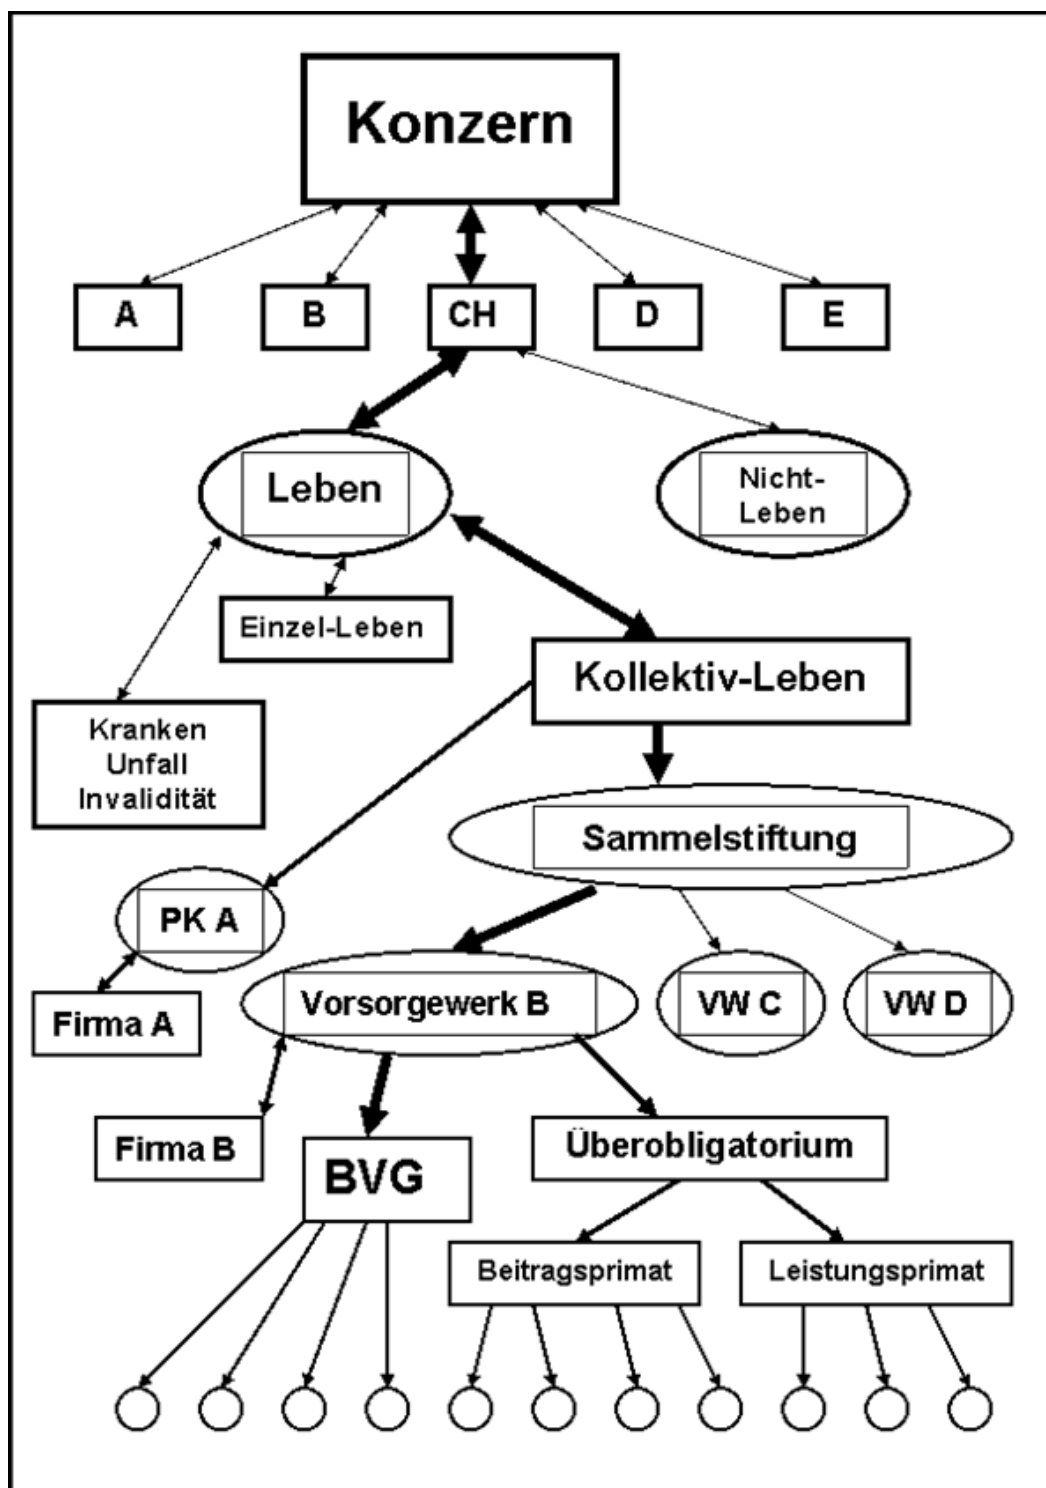 Konzern
A
B
CH
D
E
Leben
Nicht-
Leben
Einzel-Leben
Kollektiv-Leben
Kranken
Unfall
Invalidität
Sammelstiftung
PK A
Vorsorgewerk B
VW C
VW D
Firma A
Firma B
BVG
Überobligatorium
Beitragsprimat
Leistungsprimat